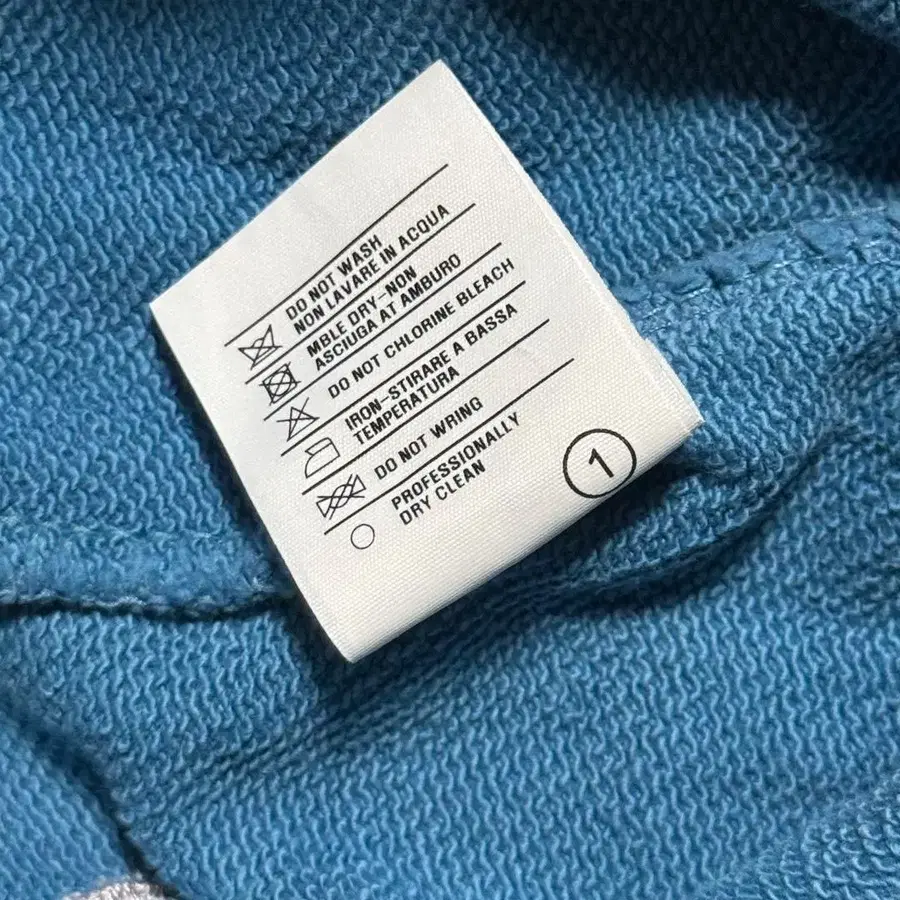 DO NOT WASH
NON LAVARE IN ACQUA
MBLE DRY-NON
ASCIUGA AT AMBURO
DO NOT CHLORINE BLEACH
IRON-STIRARE A BASSA
TEMPERATURA
DO NOT WRING
PROFESSIONALLY
DRY CLEAN
1